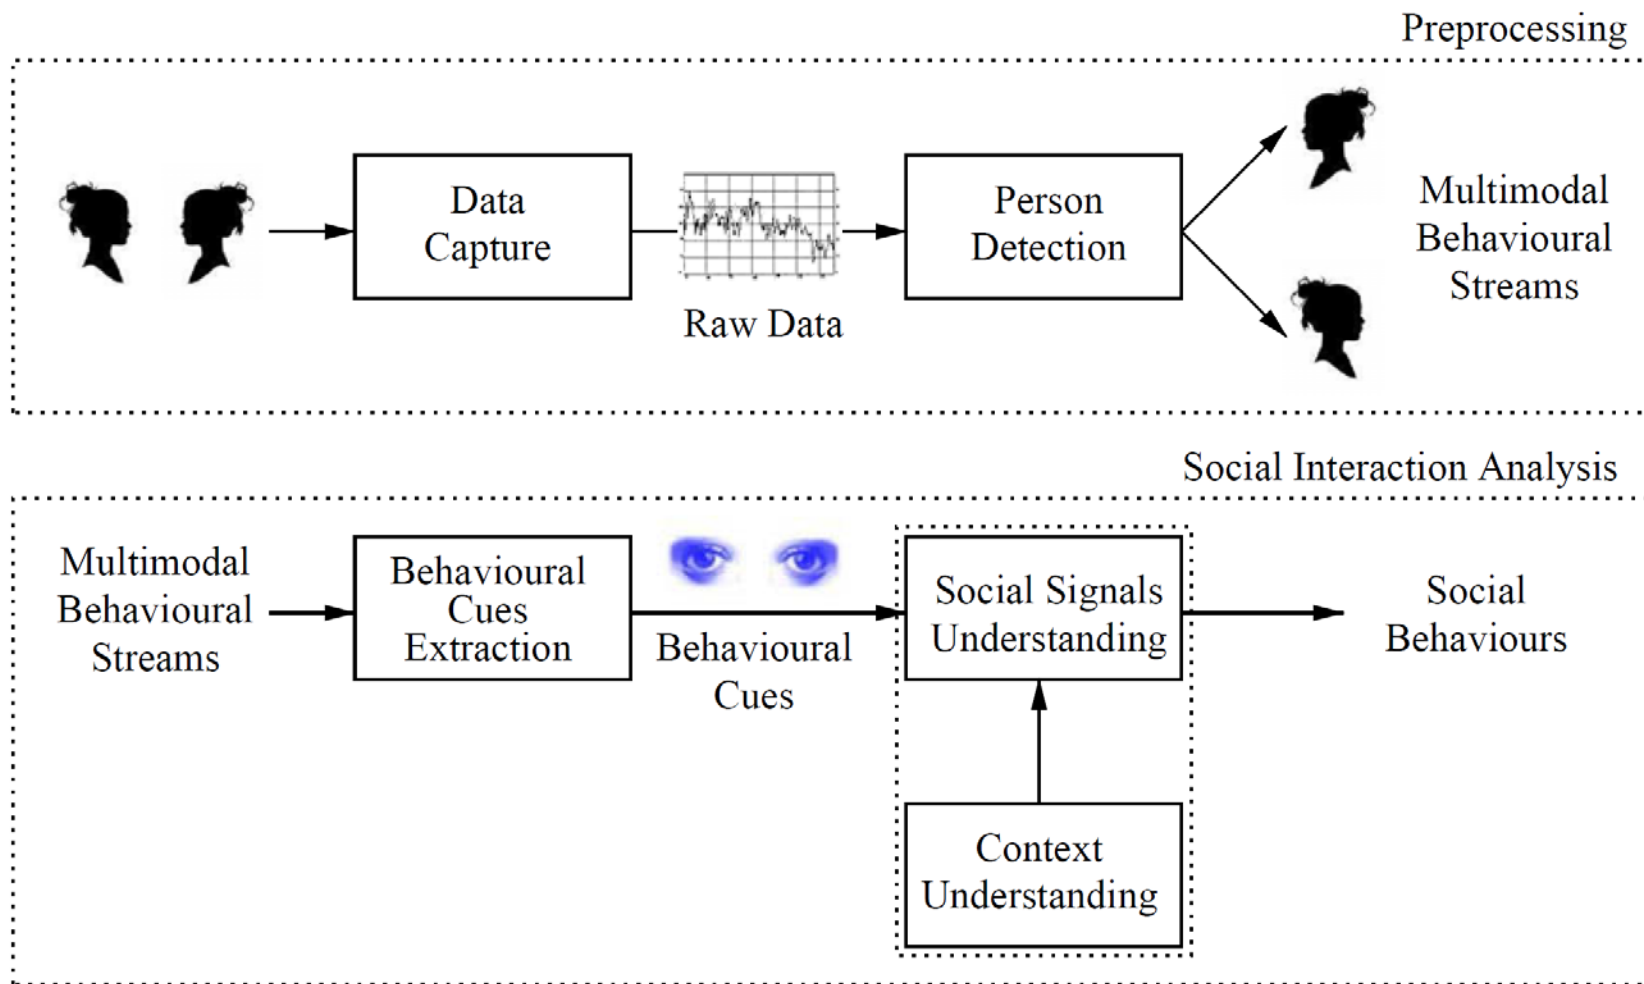 Preprocessing
Data
Capture
Raw Data
Person
Detection
Multimodal
Behavioural
Streams
Social Interaction Analysis
Multimodal
Behavioural
Streams
Behavioural
Cues
Extraction
Behavioural
Cues
Social Signals
Understanding
Context
Understanding
Social
Behaviours